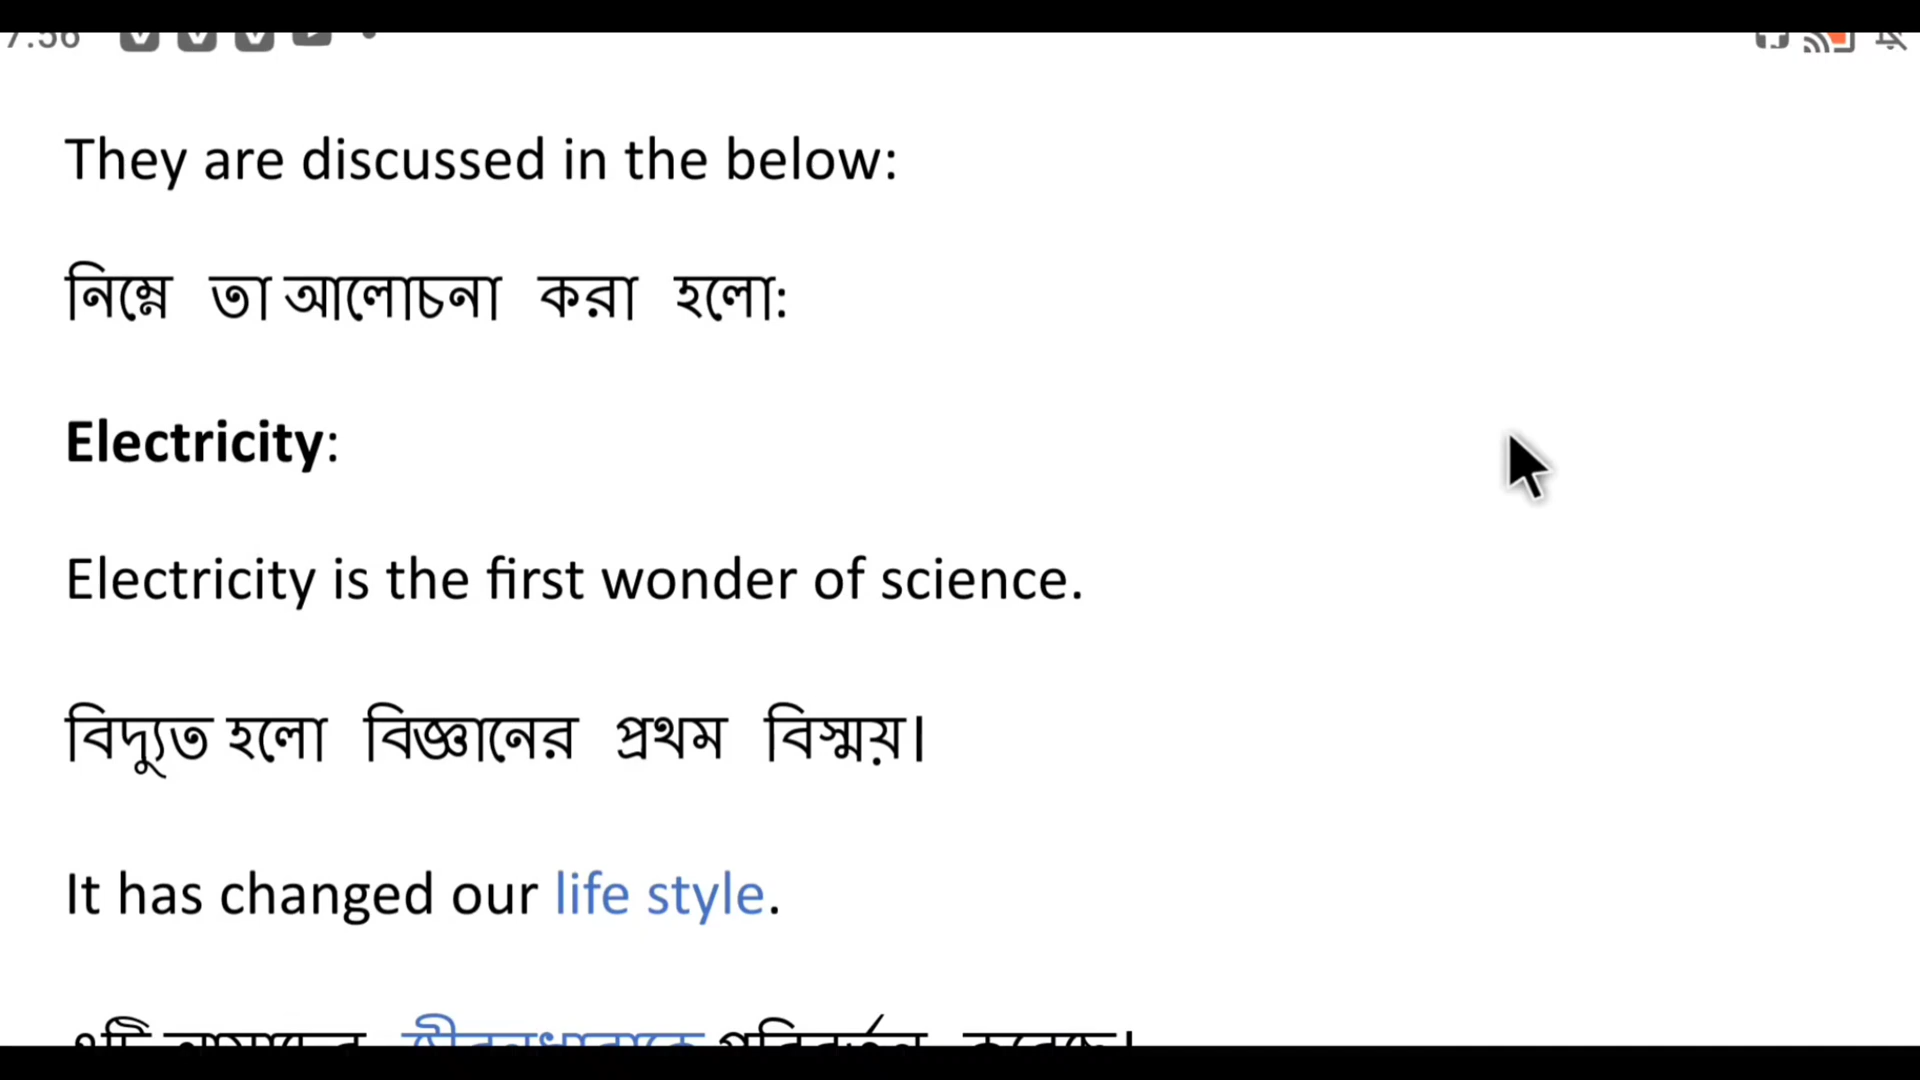 They are discussed in the below:
নিম্নে তা আলোচনা করা হলো:
Electricity:
Electricity is the first wonder of science.
বিদ্যুত হলো বিজ্ঞানের প্রথম বিস্ময়।
It has changed our life style.